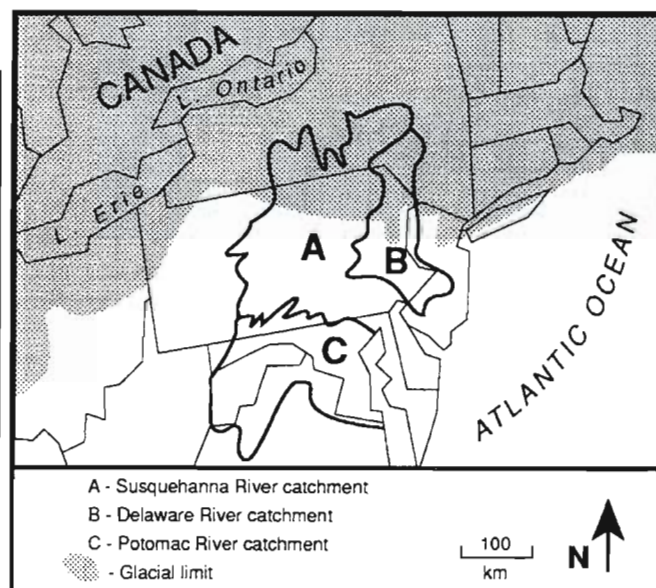 CANADA
L. Ontario
L. Erie
A
B
C
ATLANTIC OCEAN
A - Susquehanna River catchment
B - Delaware River catchment
C - Potomac River catchment
- Glacial limit
100
km
N